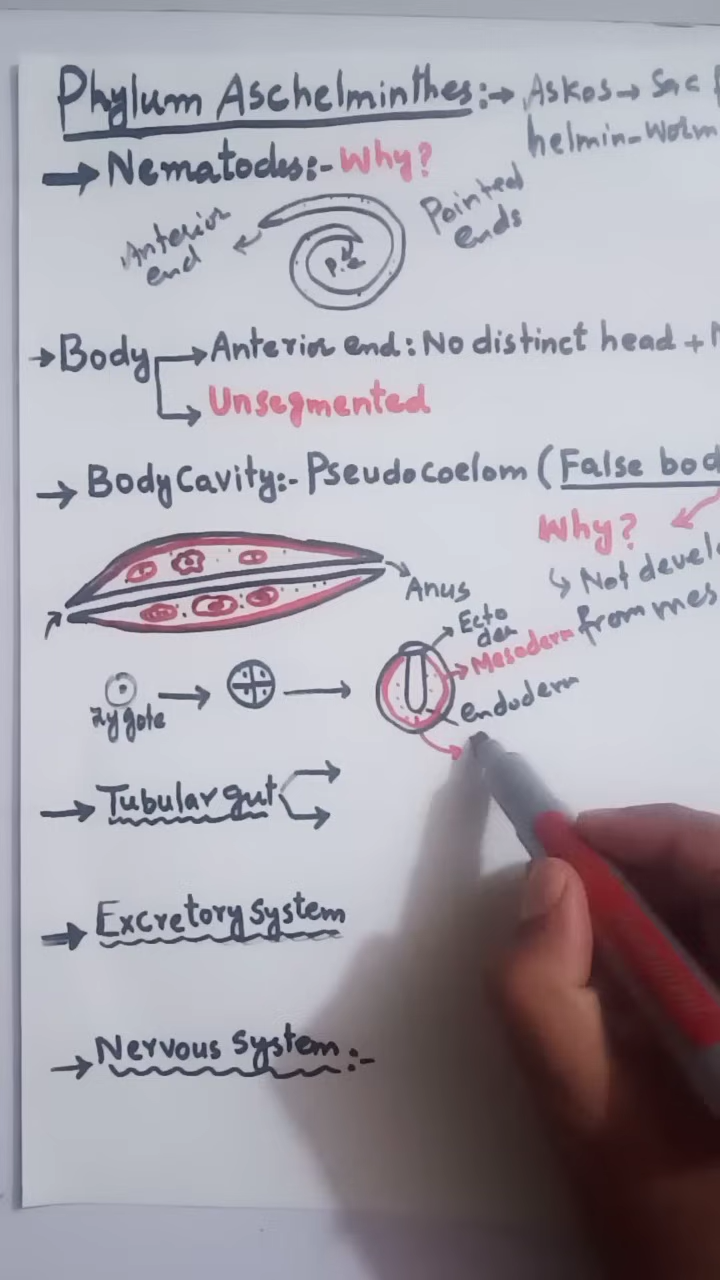 Phylum Aschelminthes:→ Askos→ Sac
helmin-Worm
→ Nematodes:- Why?
Anterior
end
Pointed
ends
P.e
→ Body → Anterior end: No distinct head +
→ Unsegmented
→ Body Cavity:- Pseudocoelom (False bod
Why?
↳ Not devel
from mes
→ Anus
→ Ecto
der
→ Mesoderm
endoderm
zygote
→ Tubular gut
→ Excretory system
→ Nervous system:-